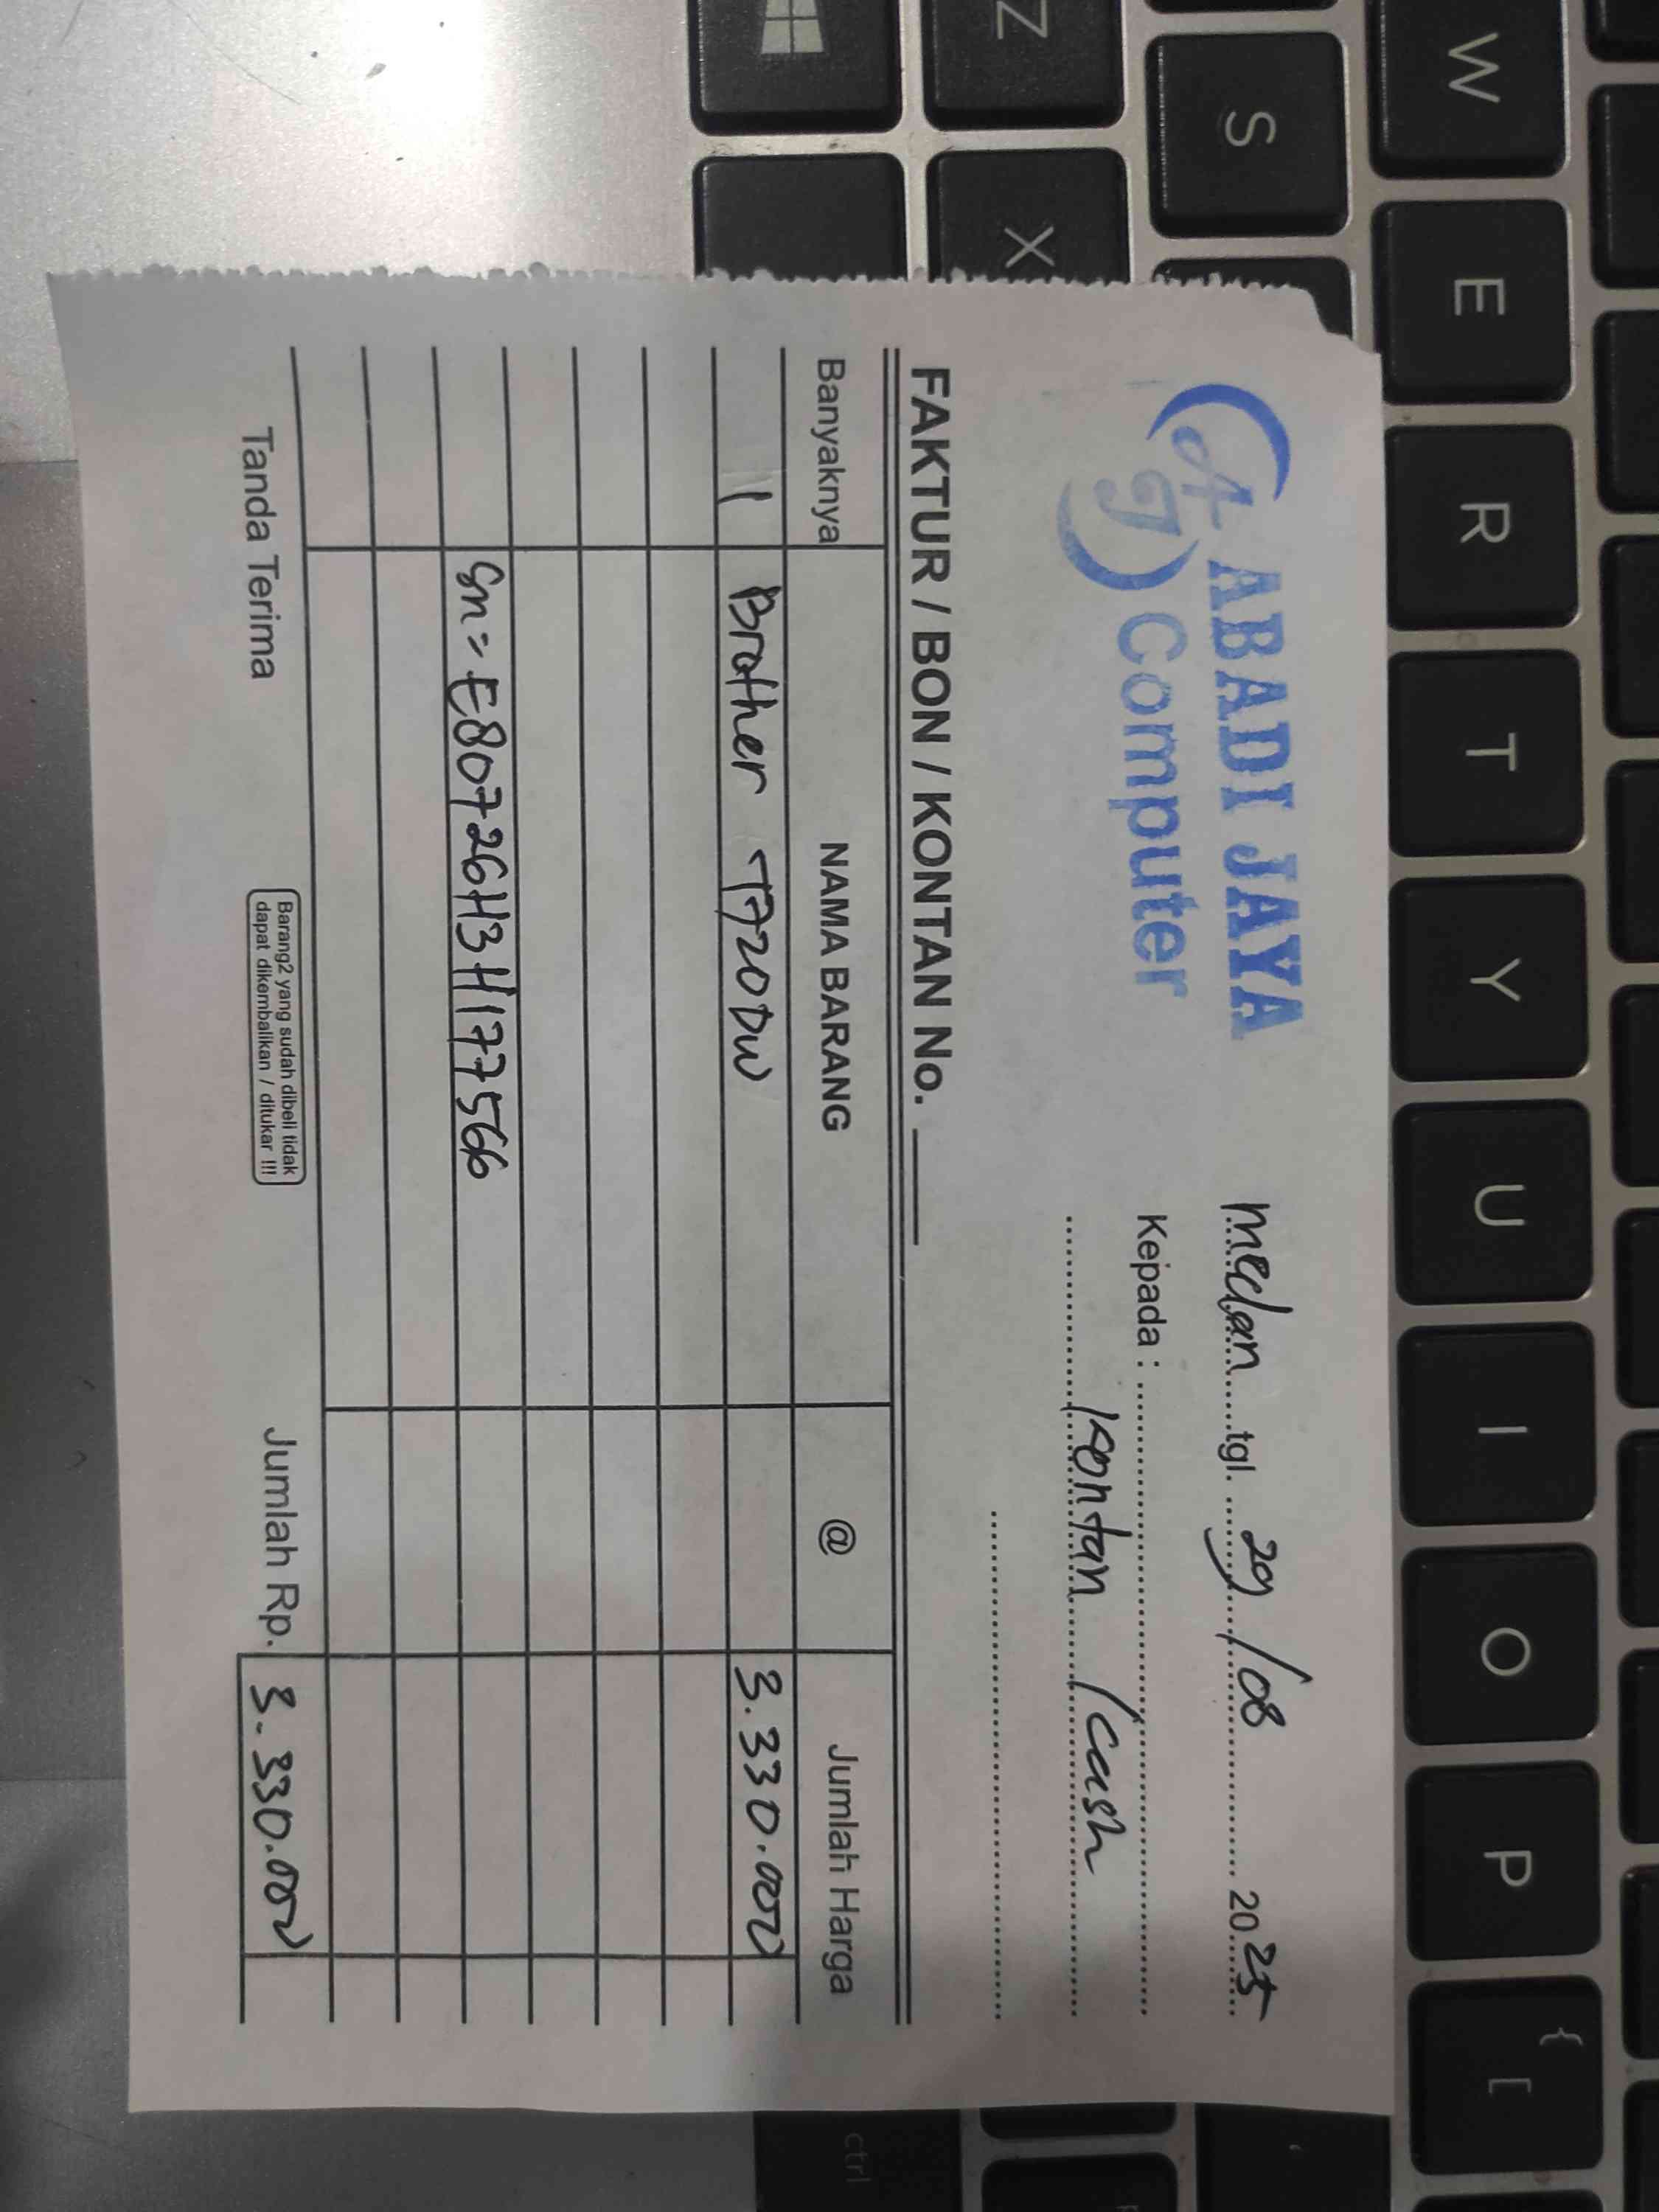 AJ ABADI JAYA
Computer
Medan tgl. 29/08 2025
Kepada :
Kontan / cash
FAKTUR / BON / KONTAN No.
Banyaknya NAMA BARANG @ Jumlah Harga
1 Brother T720DW 3.330.000
Sn = E80726H3H177566
Tanda Terima
Barang2 yang sudah dibeli tidak
dapat dikembalikan / ditukar !!!
Jumlah Rp. 3.330.000
W
E
R
T
Y
U
I
O
P
{
[
S
Z
X
ctrl